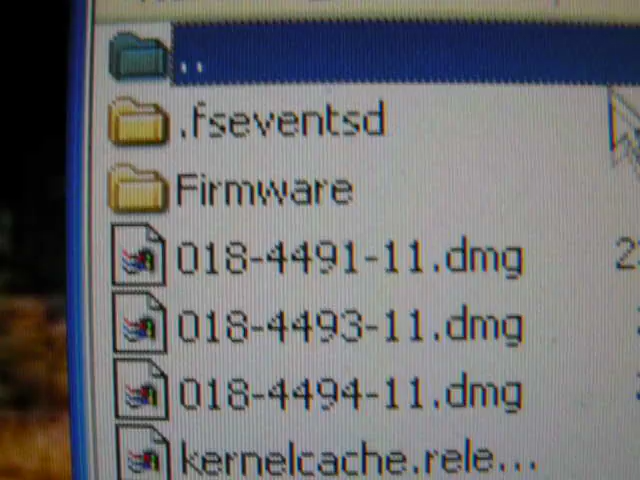 ..
.fseventsd
Firmware
018-4491-11.dmg
018-4493-11.dmg
018-4494-11.dmg
kernelcache.rele...